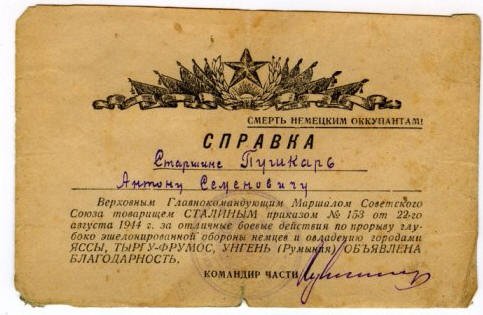 СМЕРТЬ НЕМЕЦКИМ ОККУПАНТАМ!
СПРАВКА
Старшине Пугикарь
Антону Семеновичу
Верховным Главнокомандующим Маршалом Советского
Союза товарищем СТАЛИНЫМ приказом № 153 от 22-го
августа 1944 г. за отличные боевые действия по прорыву глу-
боко эшелонированной обороны немцев и овладению городами
ЯССЫ, ТЫРГУ-ФРУМОС, УНГЕНЬ (Румыния) ОБЪЯВЛЕНА
БЛАГОДАРНОСТЬ.
КОМАНДИР ЧАСТИ